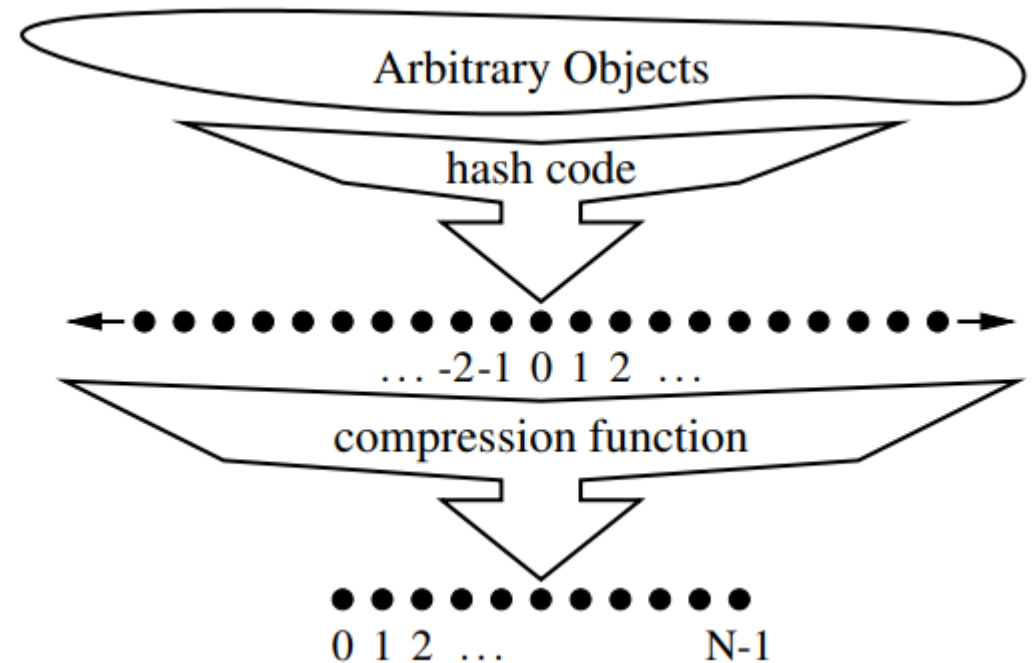 Arbitrary Objects
hash code
... -2-1 0 1 2 ...
compression function
0 1 2 ... N-1